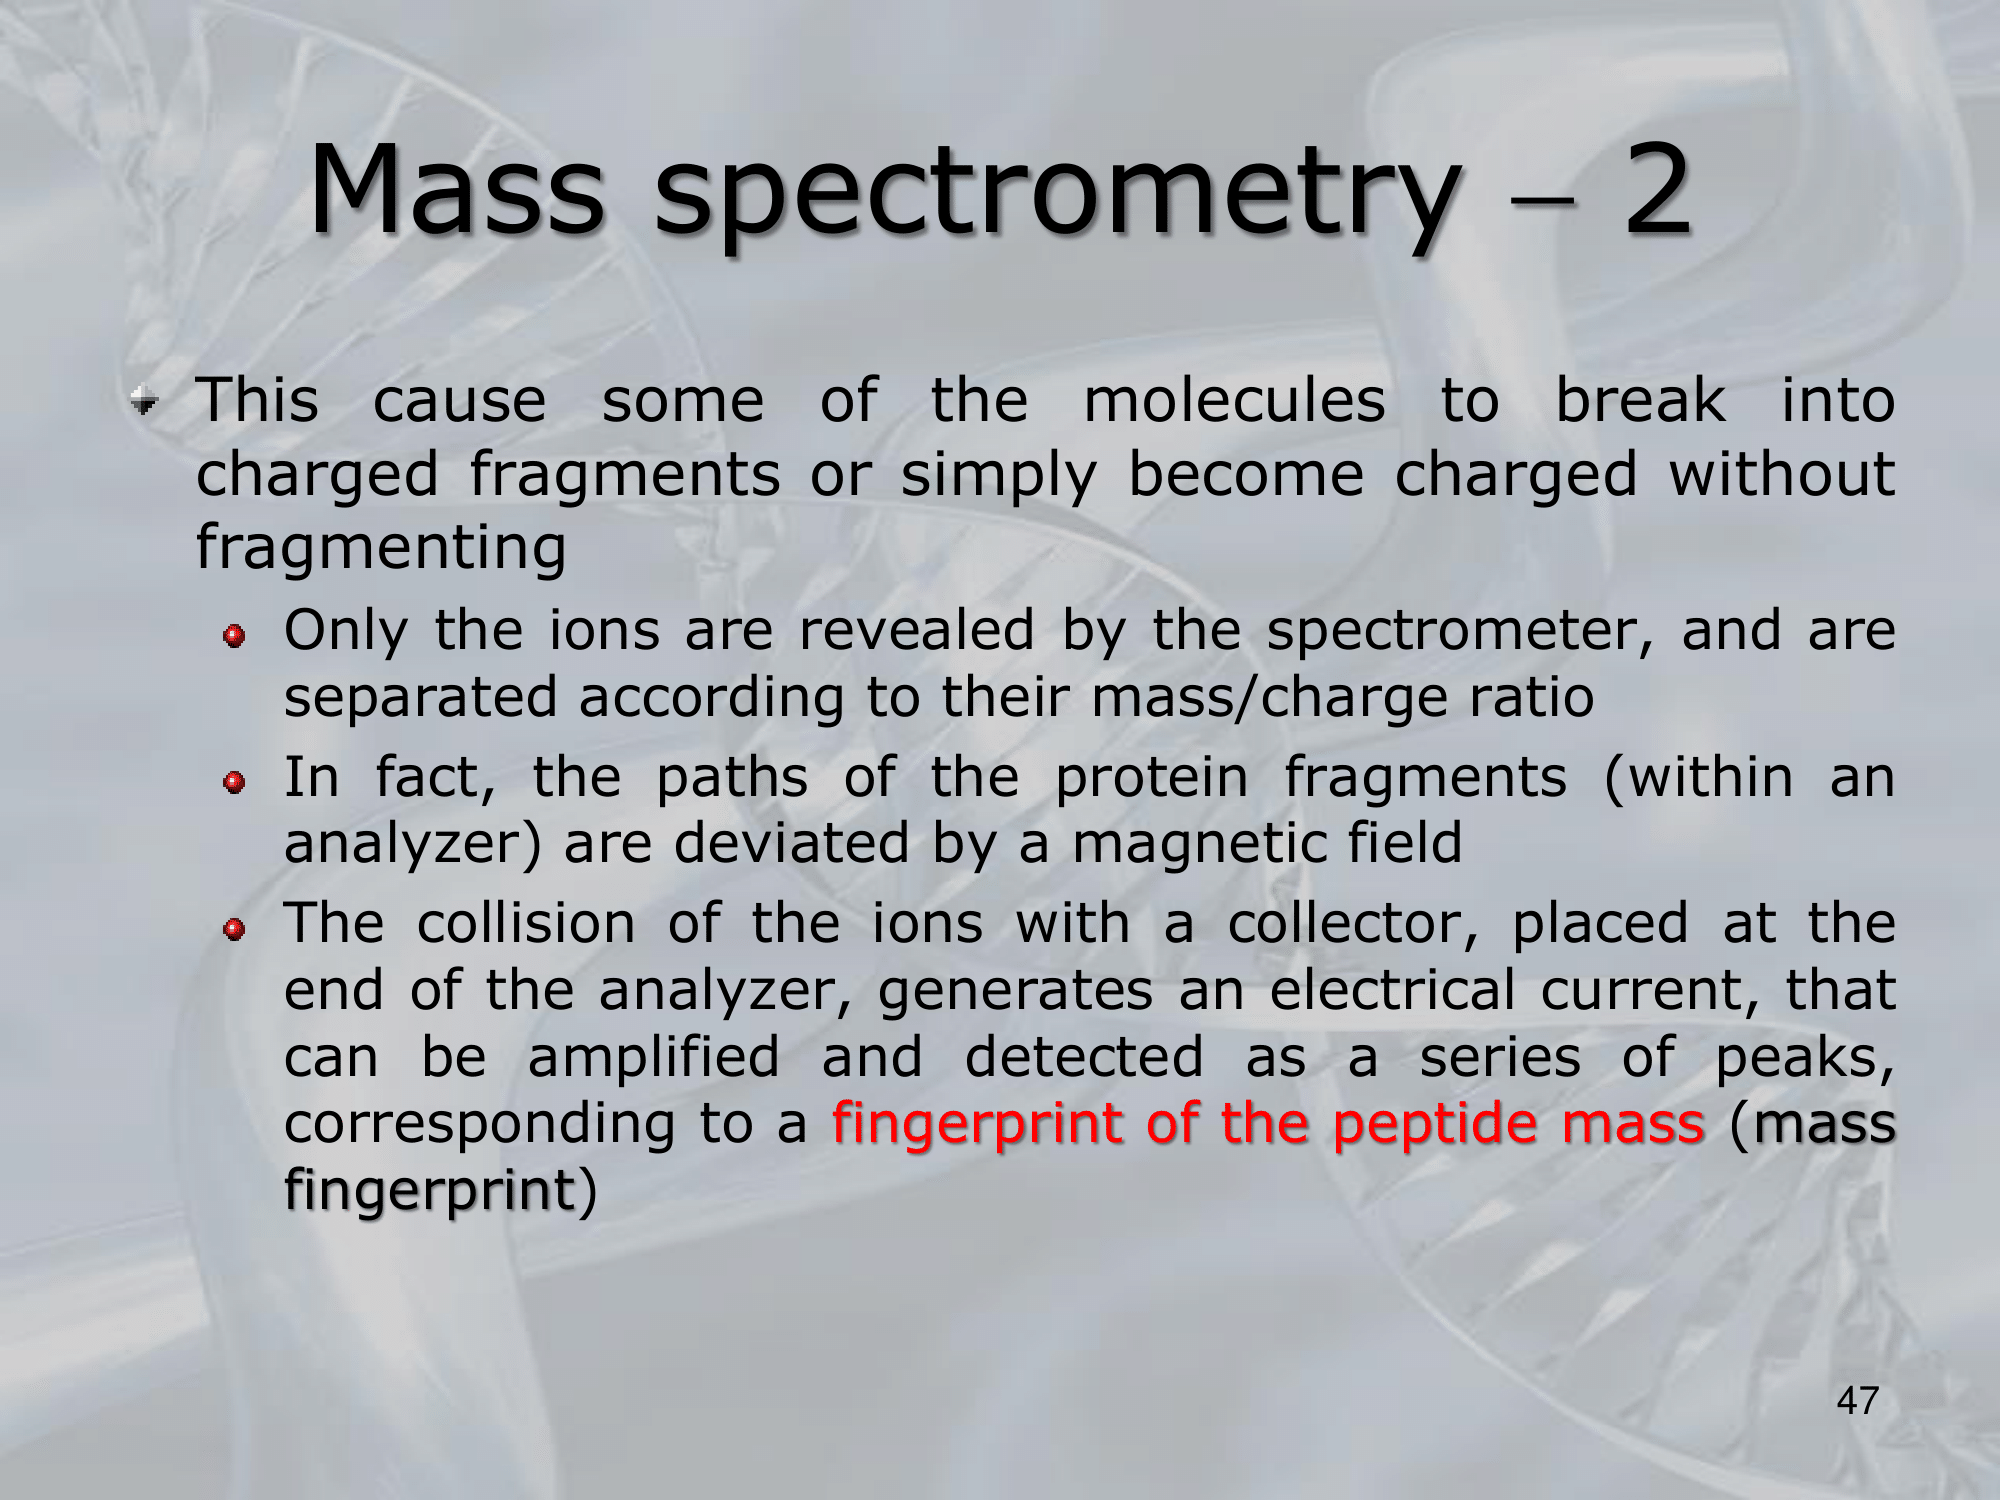 Mass spectrometry – 2
This cause some of the molecules to break into
charged fragments or simply become charged without
fragmenting
Only the ions are revealed by the spectrometer, and are
separated according to their mass/charge ratio
In fact, the paths of the protein fragments (within an
analyzer) are deviated by a magnetic field
The collision of the ions with a collector, placed at the
end of the analyzer, generates an electrical current, that
can be amplified and detected as a series of peaks,
corresponding to a fingerprint of the peptide mass (mass
fingerprint)
47